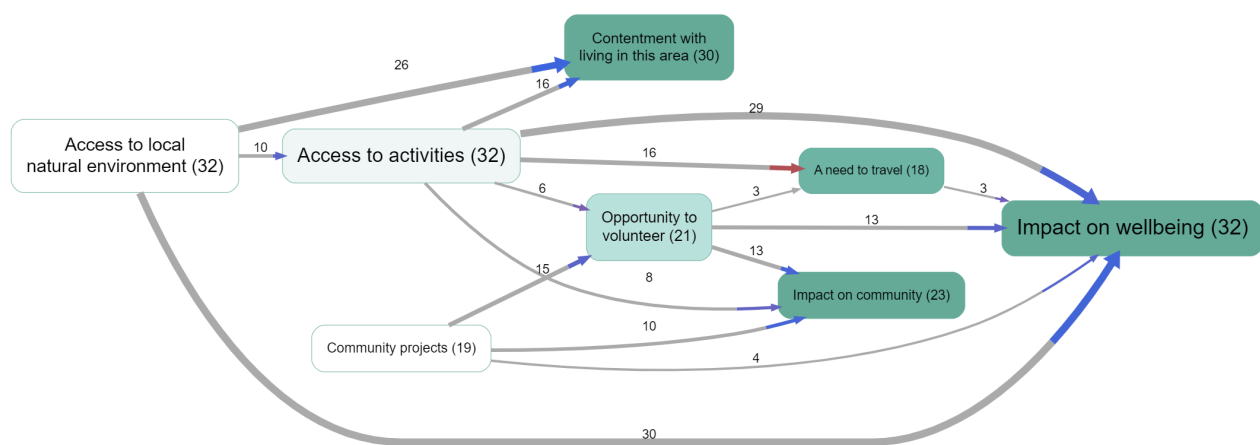 Contentment with
living in this area (30)
26
16
29
Access to local
natural environment (32)
10
Access to activities (32)
16
A need to travel (18)
3
6
3
Opportunity to
volunteer (21)
13
Impact on wellbeing (32)
13
15
8
Impact on community (23)
10
Community projects (19)
4
30